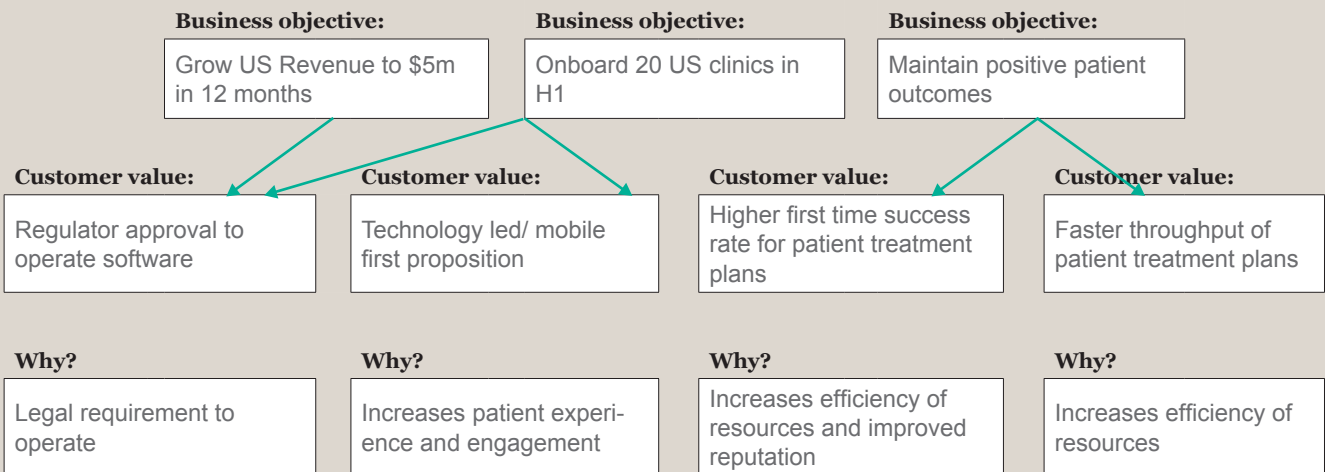 Business objective:
Grow US Revenue to $5m
in 12 months
Business objective:
Onboard 20 US clinics in
H1
Business objective:
Maintain positive patient
outcomes
Customer value:
Regulator approval to
operate software
Customer value:
Technology led/ mobile
first proposition
Customer value:
Higher first time success
rate for patient treatment
plans
Customer value:
Faster throughput of
patient treatment plans
Why?
Legal requirement to
operate
Why?
Increases patient experi-
ence and engagement
Why?
Increases efficiency of
resources and improved
reputation
Why?
Increases efficiency of
resources